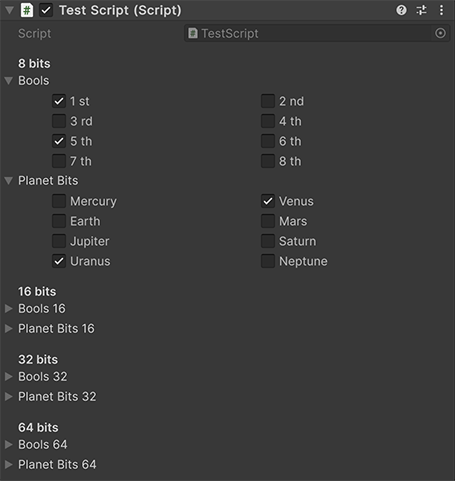 Test Script (Script)
Script TestScript
8 bits
Bools
1 st 2 nd
3 rd 4 th
5 th 6 th
7 th 8 th
Planet Bits
Mercury Venus
Earth Mars
Jupiter Saturn
Uranus Neptune
16 bits
Bools 16
Planet Bits 16
32 bits
Bools 32
Planet Bits 32
64 bits
Bools 64
Planet Bits 64